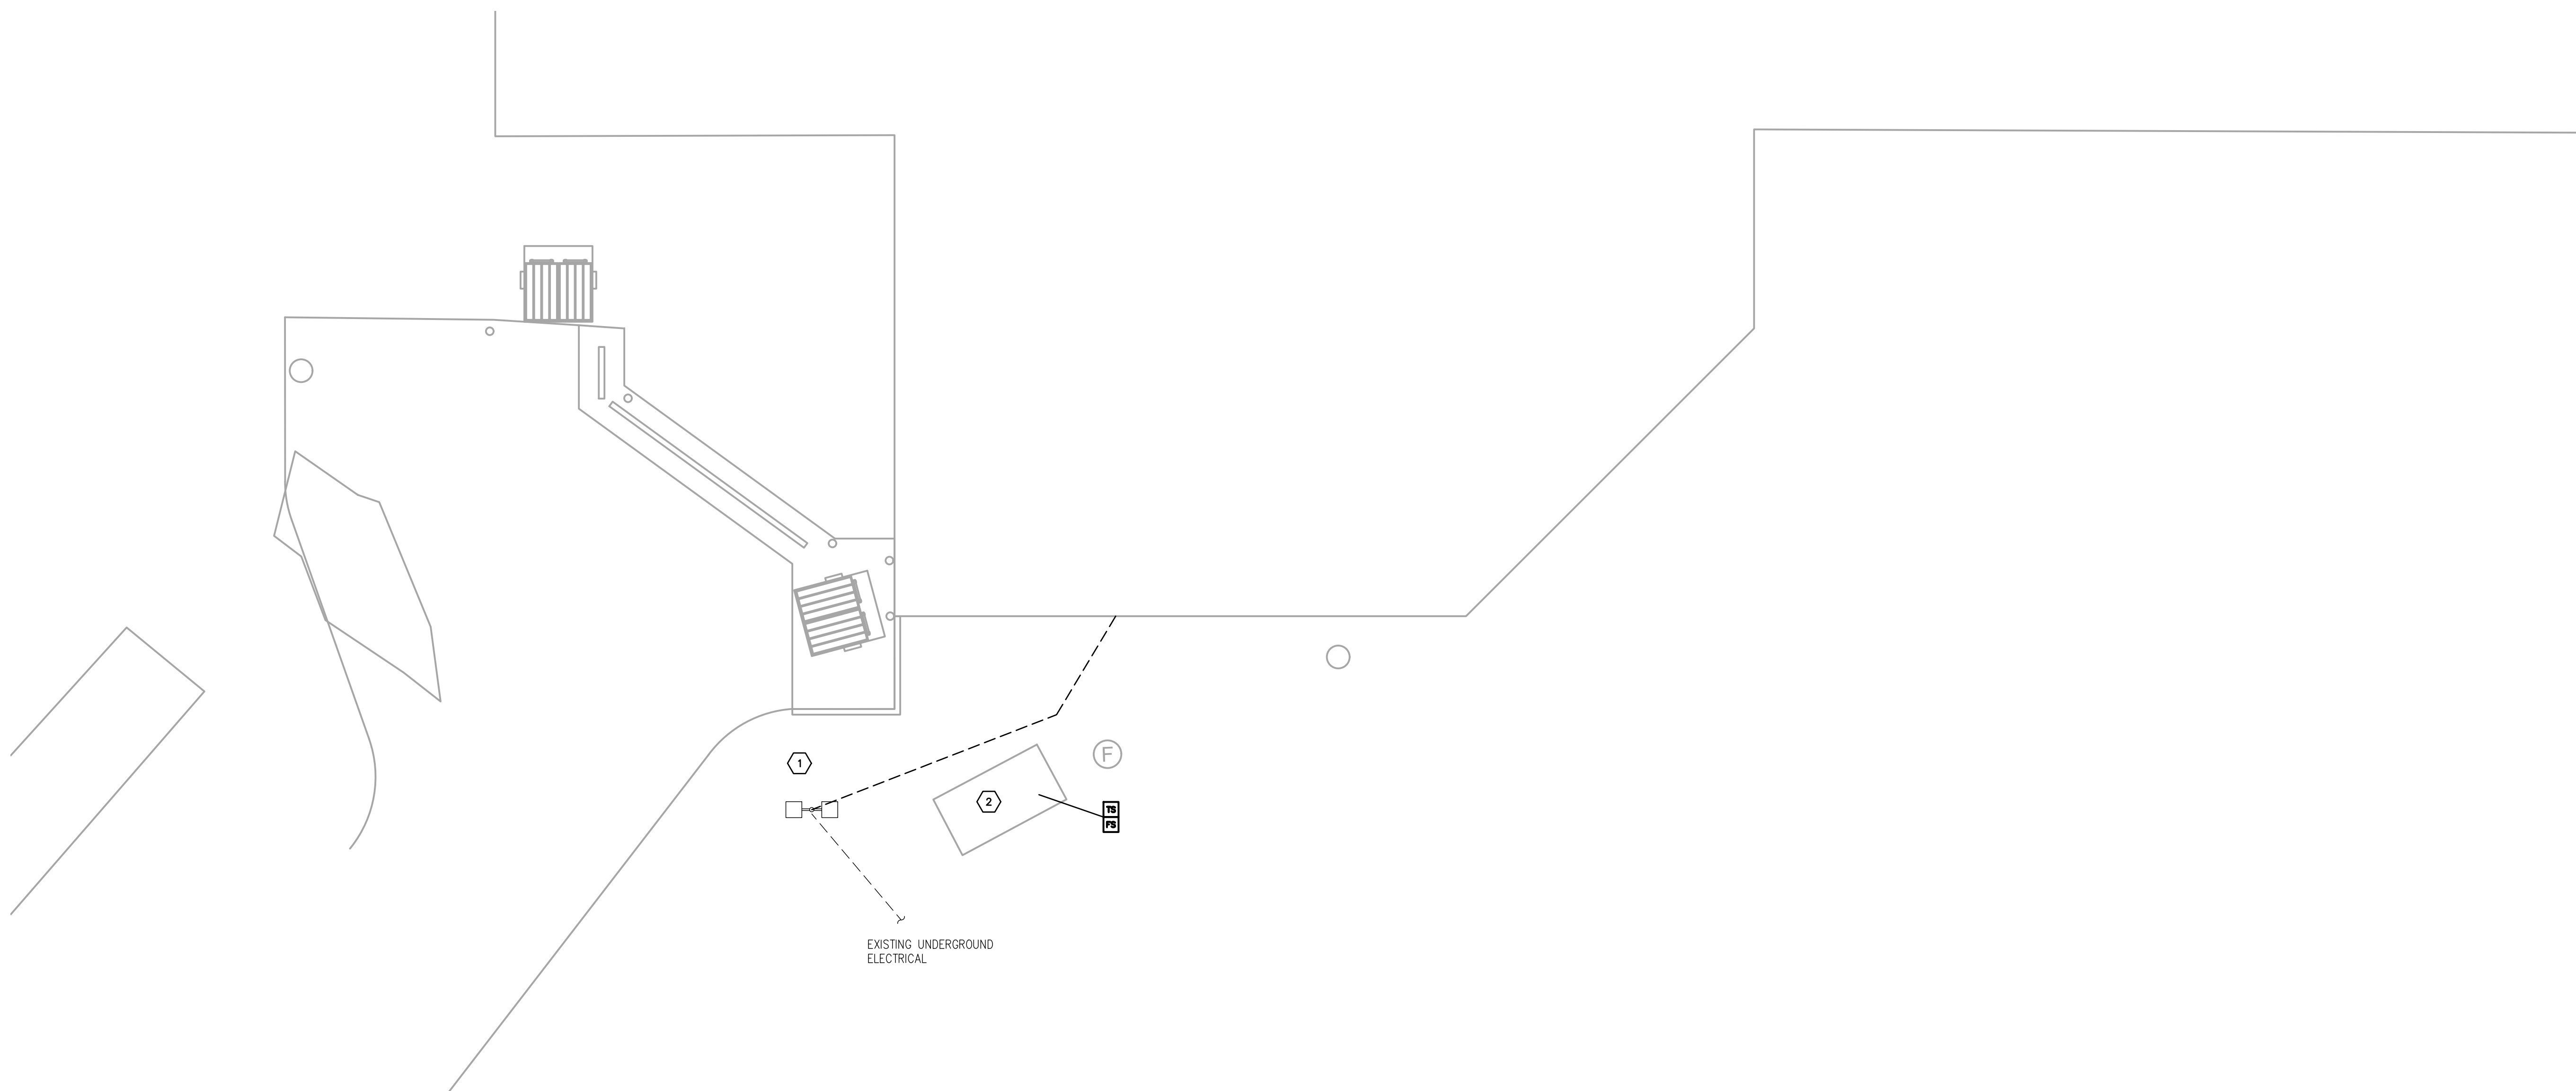 F
1
2
TS
FS
EXISTING UNDERGROUND
ELECTRICAL